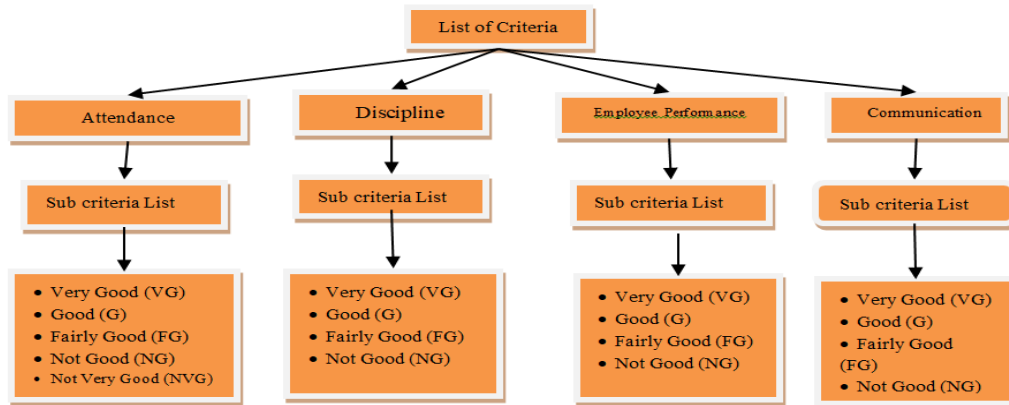 List of Criteria
Attendance
Discipline
Employee Performance
Communication
Sub criteria List
Sub criteria List
Sub criteria List
Sub criteria List
• Very Good (VG)
• Good (G)
• Fairly Good (FG)
• Not Good (NG)
• Not Very Good (NVG)
• Very Good (VG)
• Good (G)
• Fairly Good (FG)
• Not Good (NG)
• Very Good (VG)
• Good (G)
• Fairly Good (FG)
• Not Good (NG)
• Very Good (VG)
• Good (G)
• Fairly Good
(FG)
• Not Good (NG)